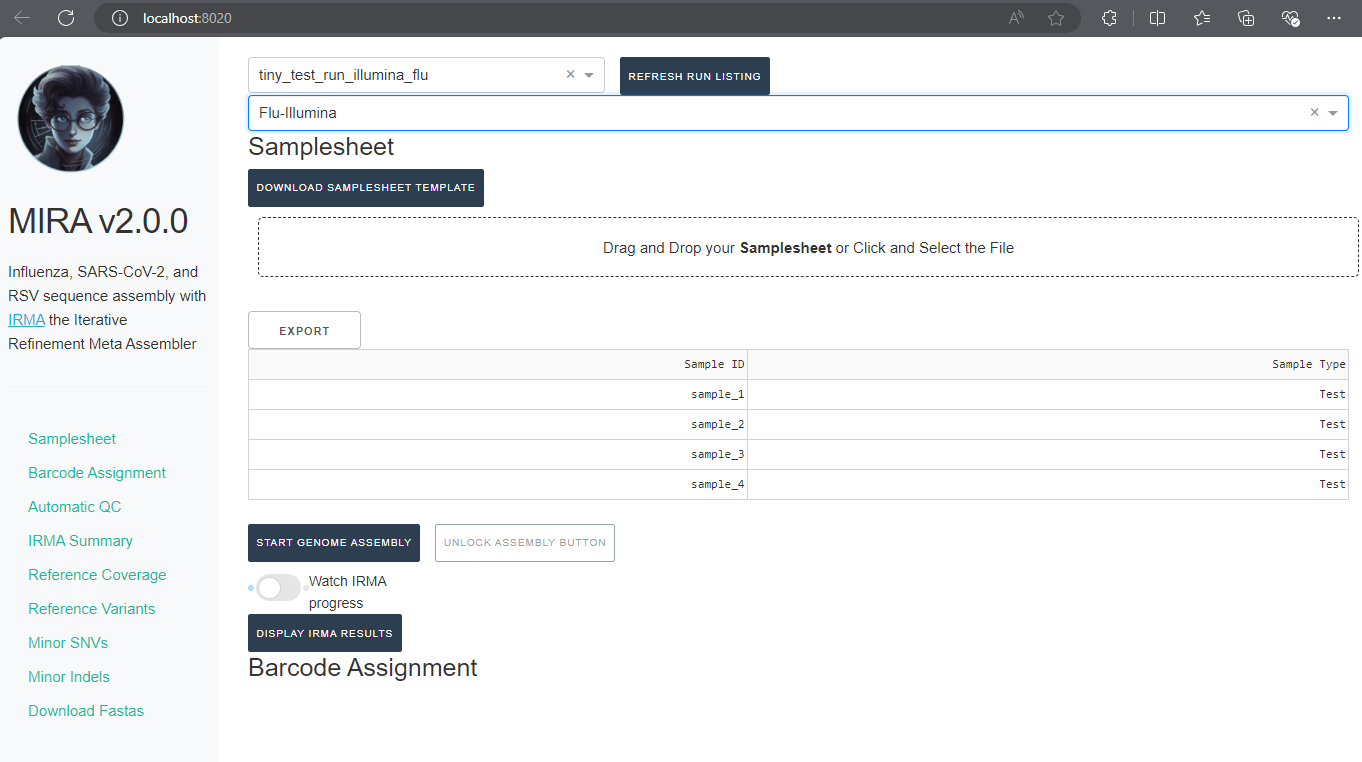 localhost:8020
MIRA v2.0.0
Influenza, SARS-CoV-2, and
RSV sequence assembly with
IRMA the Iterative
Refinement Meta Assembler
Samplesheet
Barcode Assignment
Automatic QC
IRMA Summary
Reference Coverage
Reference Variants
Minor SNVs
Minor Indels
Download Fastas
tiny_test_run_illumina_flu × REFRESH RUN LISTING
Flu-Illumina ×
Samplesheet
DOWNLOAD SAMPLESHEET TEMPLATE
Drag and Drop your Samplesheet or Click and Select the File
EXPORT
Sample ID Sample Type
sample_1 Test
sample_2 Test
sample_3 Test
sample_4 Test
START GENOME ASSEMBLY UNLOCK ASSEMBLY BUTTON
Watch IRMA
progress
DISPLAY IRMA RESULTS
Barcode Assignment